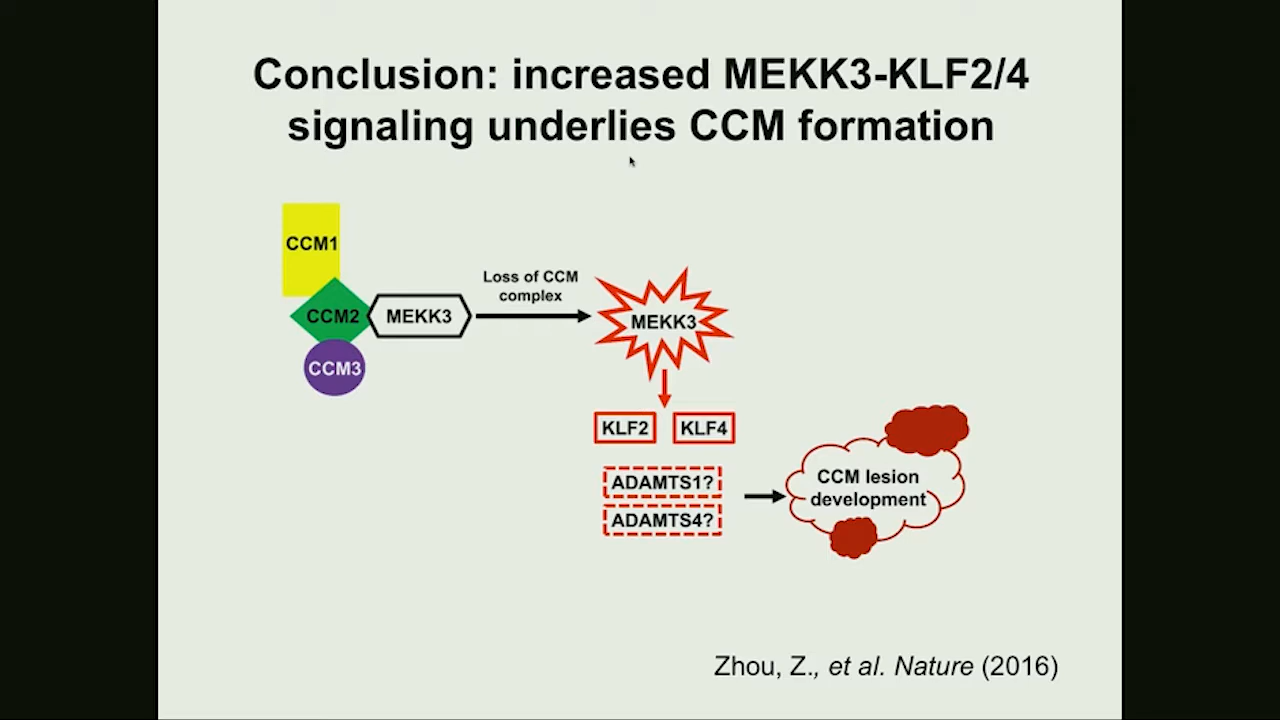 Conclusion: increased MEKK3-KLF2/4
signaling underlies CCM formation
CCM1
CCM2
MEKK3
CCM3
Loss of CCM
complex
MEKK3
KLF2
KLF4
ADAMTS1?
ADAMTS4?
CCM lesion
development
Zhou, Z., et al. Nature (2016)